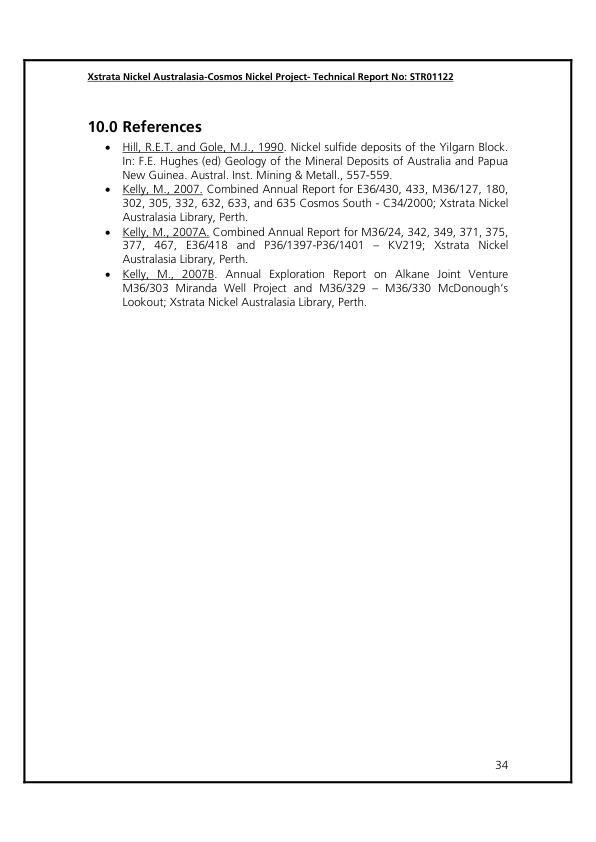 Xstrata Nickel Australasia-Cosmos Nickel Project- Technical Report No: STR01122
10.0 References
• Hill, R.E.T. and Gole, M.J., 1990. Nickel sulfide deposits of the Yilgarn Block.
In: F.E. Hughes (ed) Geology of the Mineral Deposits of Australia and Papua
New Guinea. Austral. Inst. Mining & Metall., 557-559.
• Kelly, M., 2007. Combined Annual Report for E36/430, 433, M36/127, 180,
302, 305, 332, 632, 633, and 635 Cosmos South - C34/2000; Xstrata Nickel
Australasia Library, Perth.
• Kelly, M., 2007A. Combined Annual Report for M36/24, 342, 349, 371, 375,
377, 467, E36/418 and P36/1397-P36/1401 – KV219; Xstrata Nickel
Australasia Library, Perth.
• Kelly, M., 2007B. Annual Exploration Report on Alkane Joint Venture
M36/303 Miranda Well Project and M36/329 – M36/330 McDonough’s
Lookout; Xstrata Nickel Australasia Library, Perth.
34